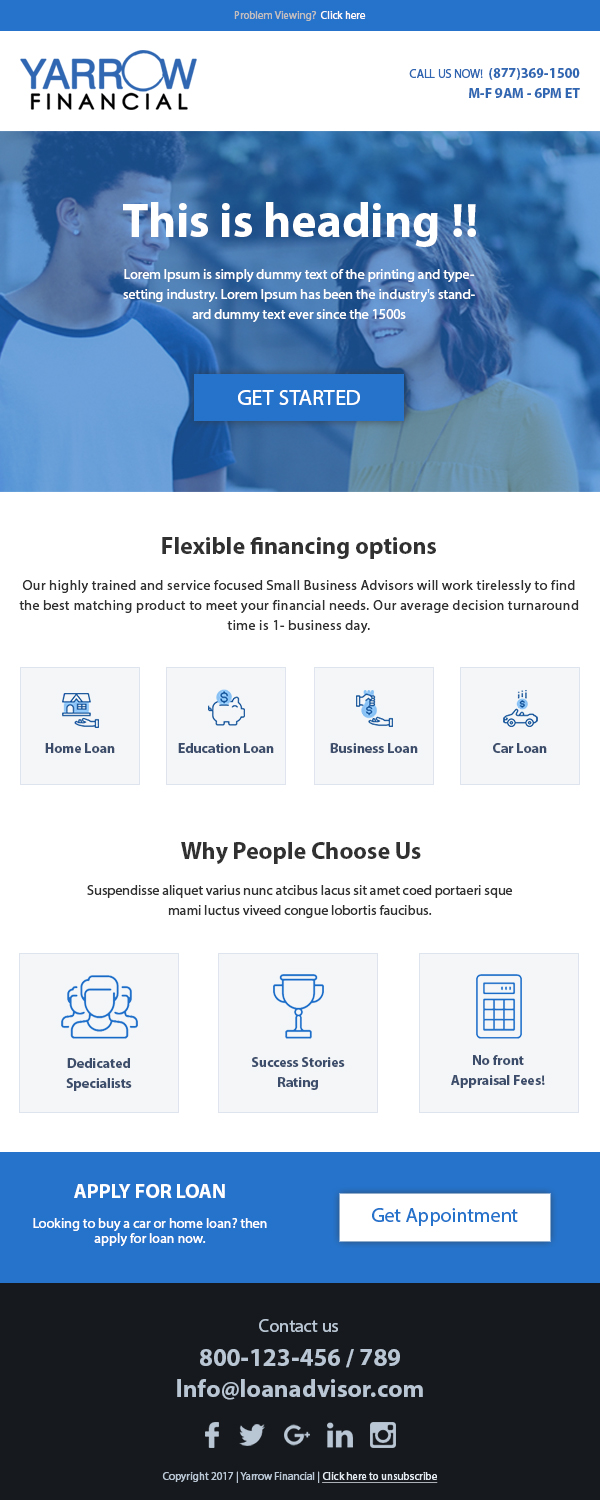 Problem Viewing? Click here
YARROW
FINANCIAL
CALL US NOW! (877)369-1500
M-F 9AM - 6PM ET
This is heading !!
Lorem Ipsum is simply dummy text of the printing and type-
setting industry. Lorem Ipsum has been the industry's stand-
ard dummy text ever since the 1500s
GET STARTED
Flexible financing options
Our highly trained and service focused Small Business Advisors will work tirelessly to find
the best matching product to meet your financial needs. Our average decision turnaround
time is 1- business day.
Home Loan
Education Loan
Business Loan
Car Loan
Why People Choose Us
Suspendisse aliquet varius nunc atcibus lacus sit amet coed portaeri sque
mami luctus viveed congue lobortis faucibus.
Dedicated
Specialists
Success Stories
Rating
No front
Appraisal Fees!
APPLY FOR LOAN
Looking to buy a car or home loan? then
apply for loan now.
Get Appointment
Contact us
800-123-456 / 789
Info@loanadvisor.com
Copyright 2017 | Yarrow Financial | Click here to unsubscribe